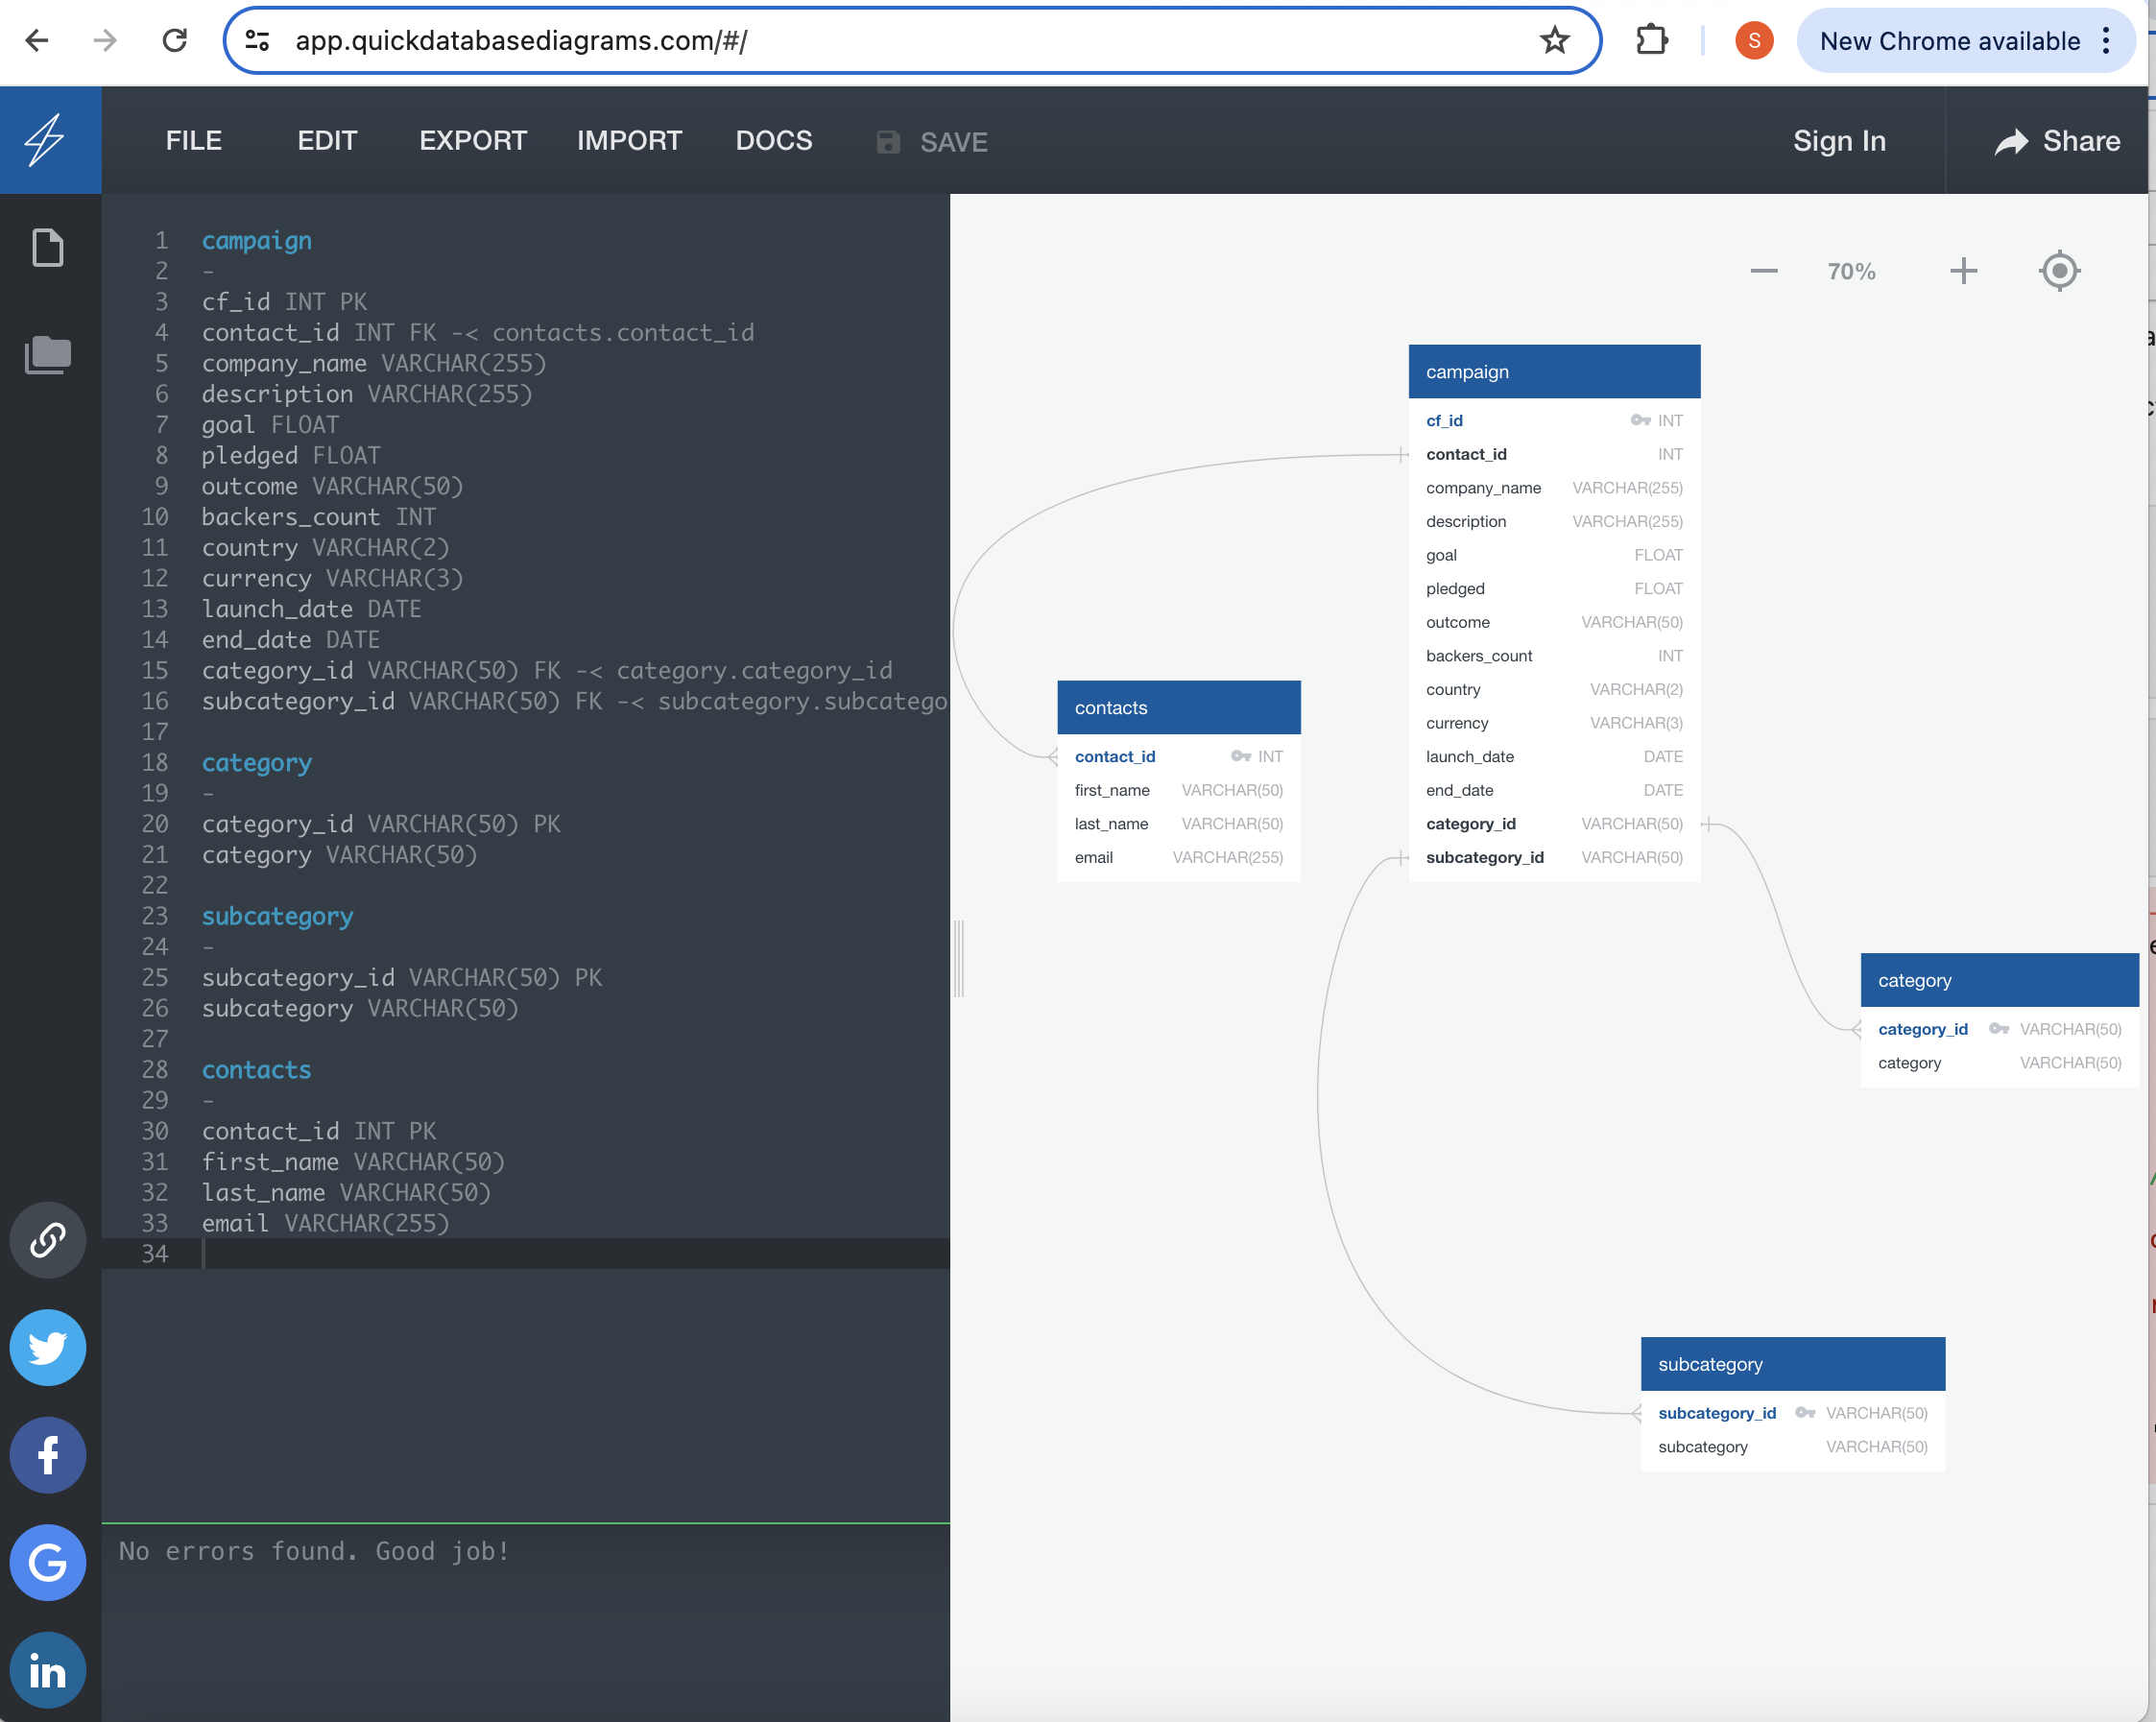 app.quickdatabasediagrams.com/#/
S
New Chrome available
FILE EDIT EXPORT IMPORT DOCS SAVE
Sign In
Share
1 campaign
2 -
3 cf_id INT PK
4 contact_id INT FK -< contacts.contact_id
5 company_name VARCHAR(255)
6 description VARCHAR(255)
7 goal FLOAT
8 pledged FLOAT
9 outcome VARCHAR(50)
10 backers_count INT
11 country VARCHAR(2)
12 currency VARCHAR(3)
13 launch_date DATE
14 end_date DATE
15 category_id VARCHAR(50) FK -< category.category_id
16 subcategory_id VARCHAR(50) FK -< subcategory.subcatego
17
18 category
19 -
20 category_id VARCHAR(50) PK
21 category VARCHAR(50)
22
23 subcategory
24 -
25 subcategory_id VARCHAR(50) PK
26 subcategory VARCHAR(50)
27
28 contacts
29 -
30 contact_id INT PK
31 first_name VARCHAR(50)
32 last_name VARCHAR(50)
33 email VARCHAR(255)
34
No errors found. Good job!
70%
campaign
cf_id INT
contact_id INT
company_name VARCHAR(255)
description VARCHAR(255)
goal FLOAT
pledged FLOAT
outcome VARCHAR(50)
backers_count INT
country VARCHAR(2)
currency VARCHAR(3)
launch_date DATE
end_date DATE
category_id VARCHAR(50)
subcategory_id VARCHAR(50)
contacts
contact_id INT
first_name VARCHAR(50)
last_name VARCHAR(50)
email VARCHAR(255)
category
category_id VARCHAR(50)
category VARCHAR(50)
subcategory
subcategory_id VARCHAR(50)
subcategory VARCHAR(50)